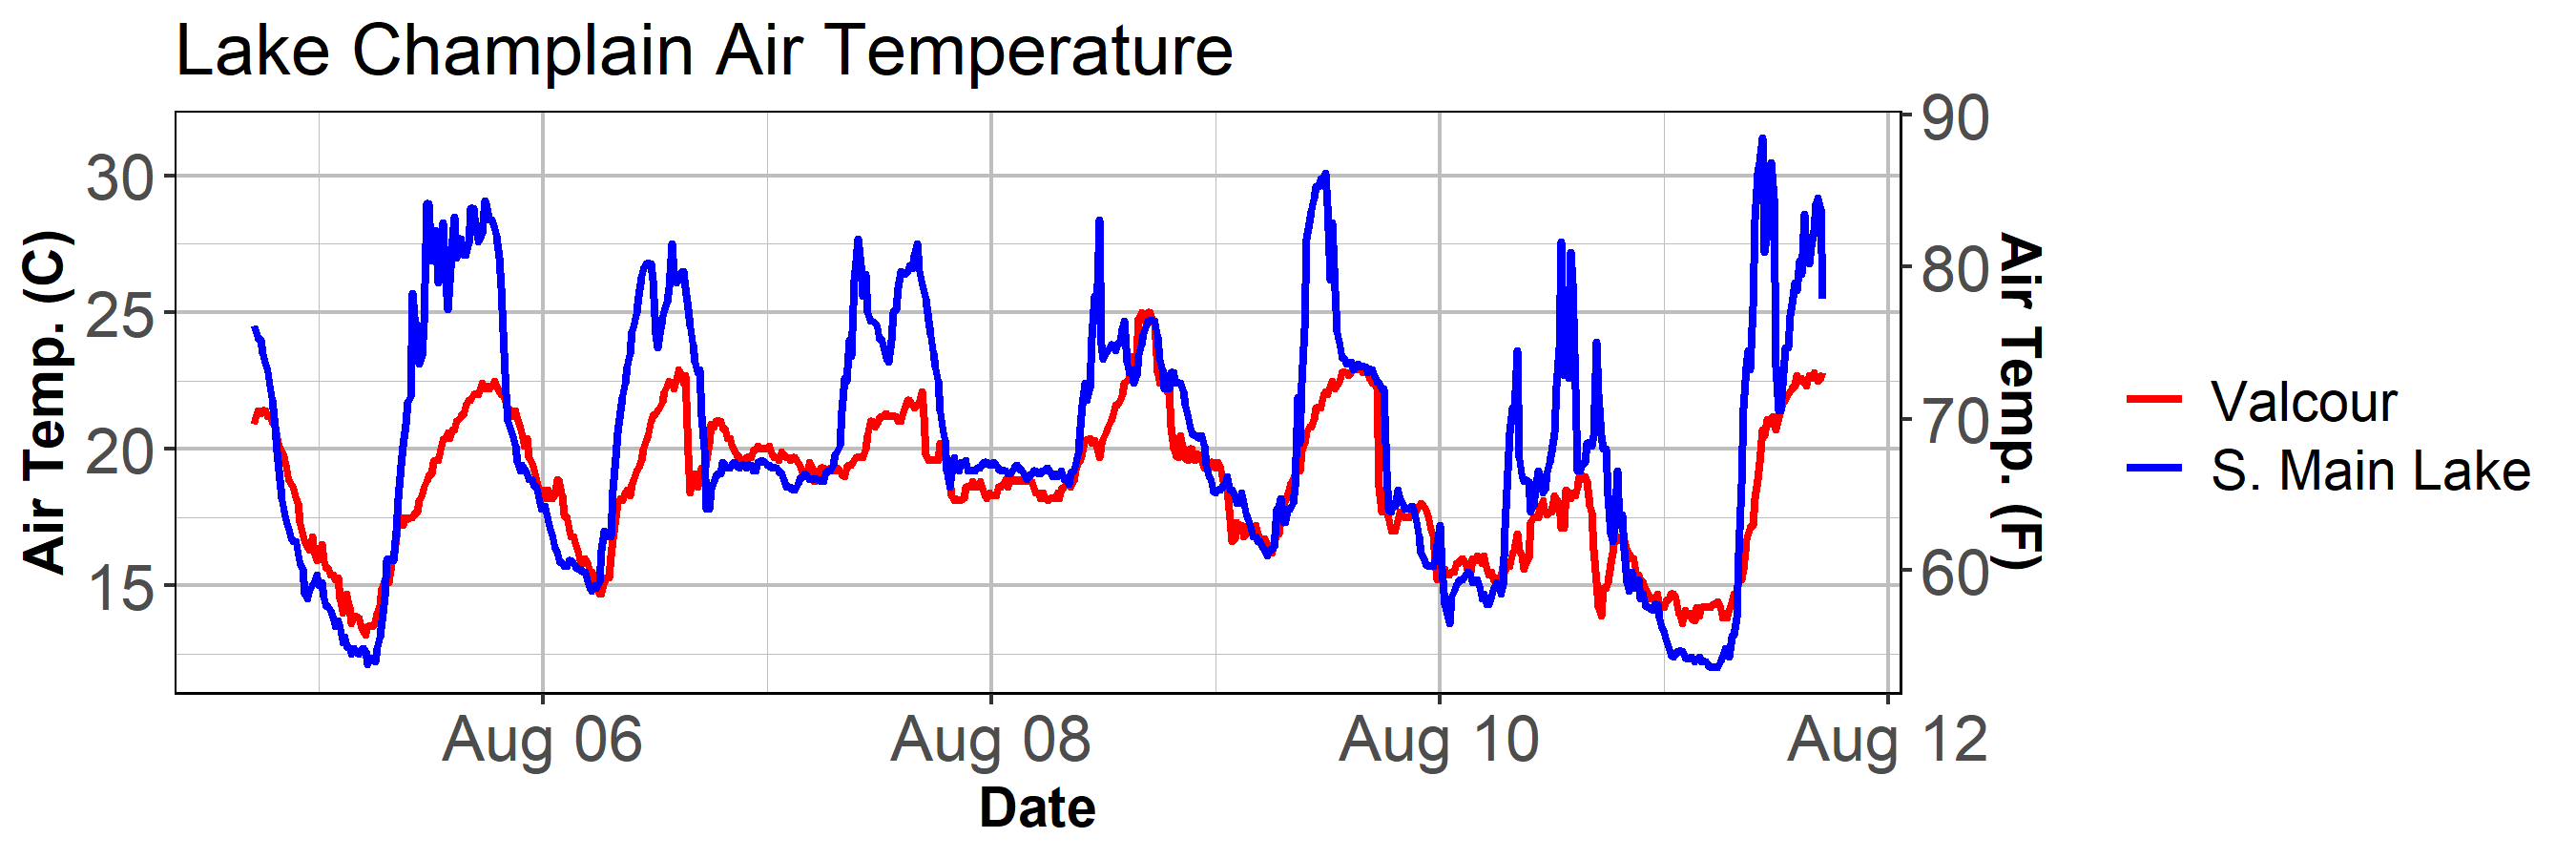 Lake Champlain Air Temperature
Air Temp. (C)
30
25
20
15
90
80
70
60
Air Temp. (F)
Aug 06
Aug 08
Aug 10
Aug 12
Date
Valcour
S. Main Lake